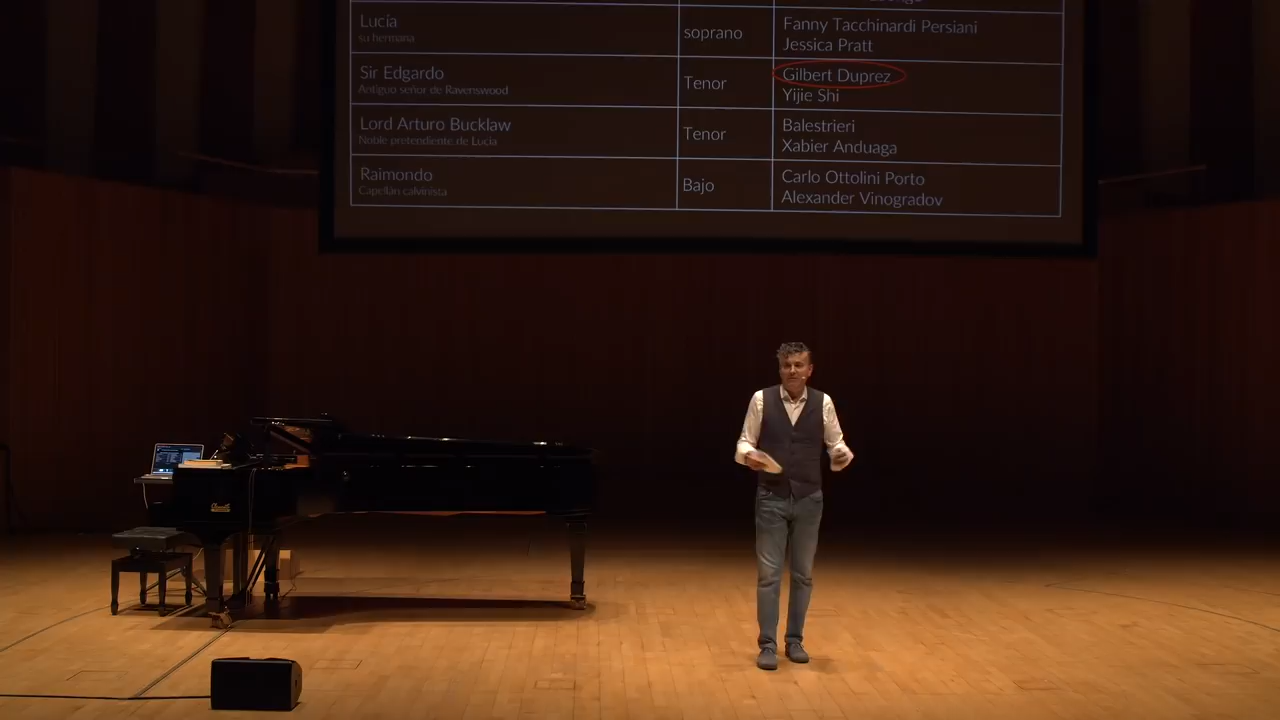 Lucia
su hermana
soprano
Fanny Tacchinardi Persiani
Jessica Pratt
Sir Edgardo
Antiguo señor de Ravenswood
Tenor
Gilbert Duprez
Yijie Shi
Lord Arturo Bucklaw
Noble pretendiente de Lucia
Tenor
Balestrieri
Xabier Anduaga
Raimondo
Capellán calvinista
Bajo
Carlo Ottolini Porto
Alexander Vinogradov